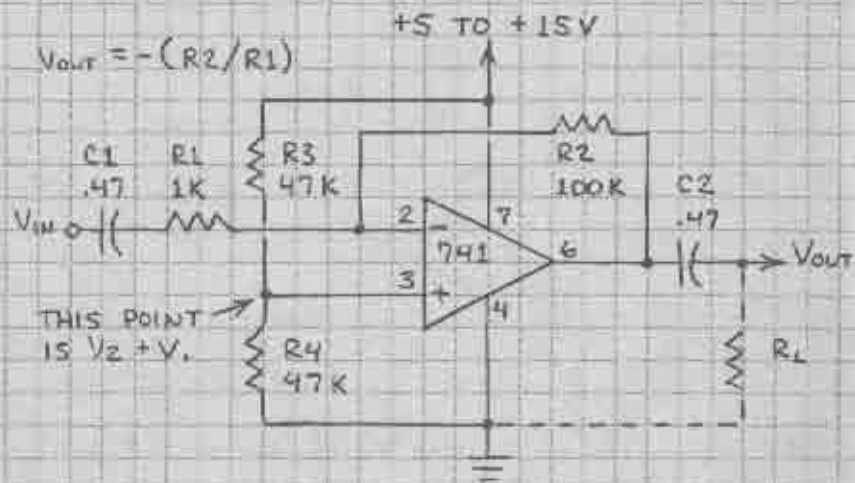 +5 TO +15V
VOUT = -(R2/R1)
C1
.47
R1
1K
R3
47K
R2
100K
C2
.47
VIN
2
-
7
741
6
VOUT
3
+
4
THIS POINT
IS 1/2 +V.
R4
47K
RL